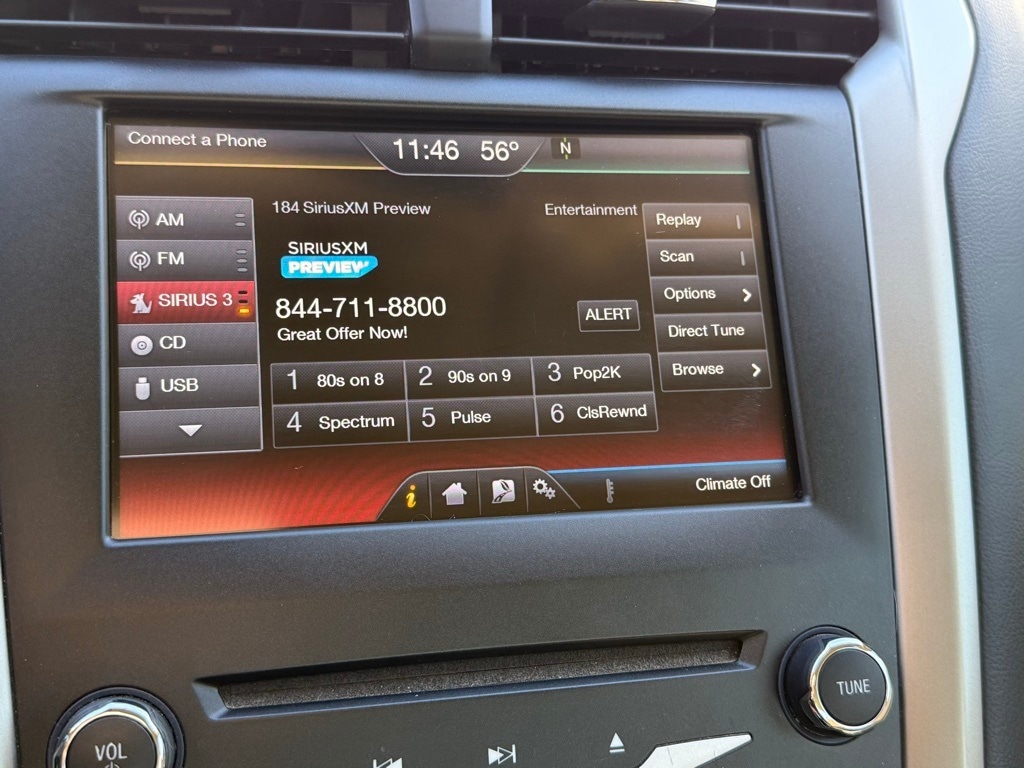 Connect a Phone
11:46 56° N
AM
FM
SIRIUS 3
CD
USB
184 SiriusXM Preview
Entertainment
SIRIUSXM
PREVIEW
844-711-8800
Great Offer Now!
ALERT
1 80s on 8
2 90s on 9
3 Pop2K
4 Spectrum
5 Pulse
6 ClsRewnd
Replay
Scan
Options
Direct Tune
Browse
i
Climate Off
VOL
TUNE